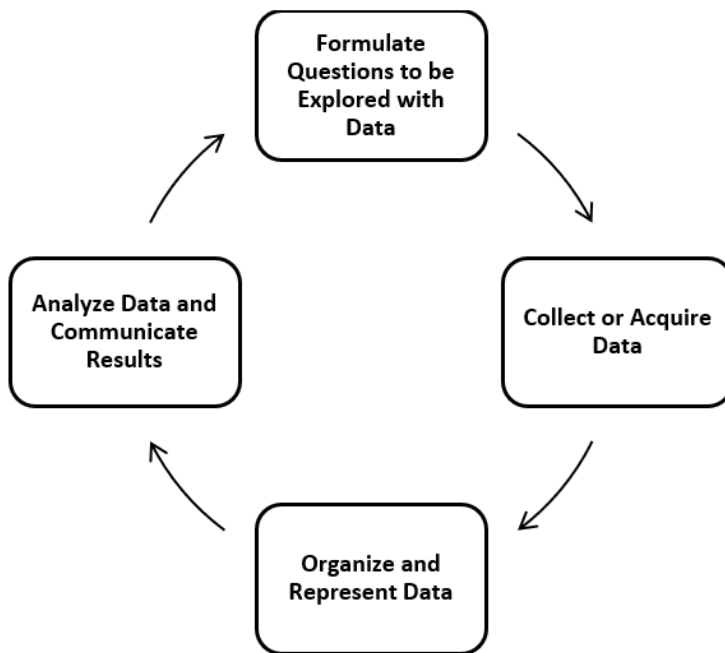 Formulate
Questions to be
Explored with
Data
Collect or Acquire
Data
Organize and
Represent Data
Analyze Data and
Communicate
Results